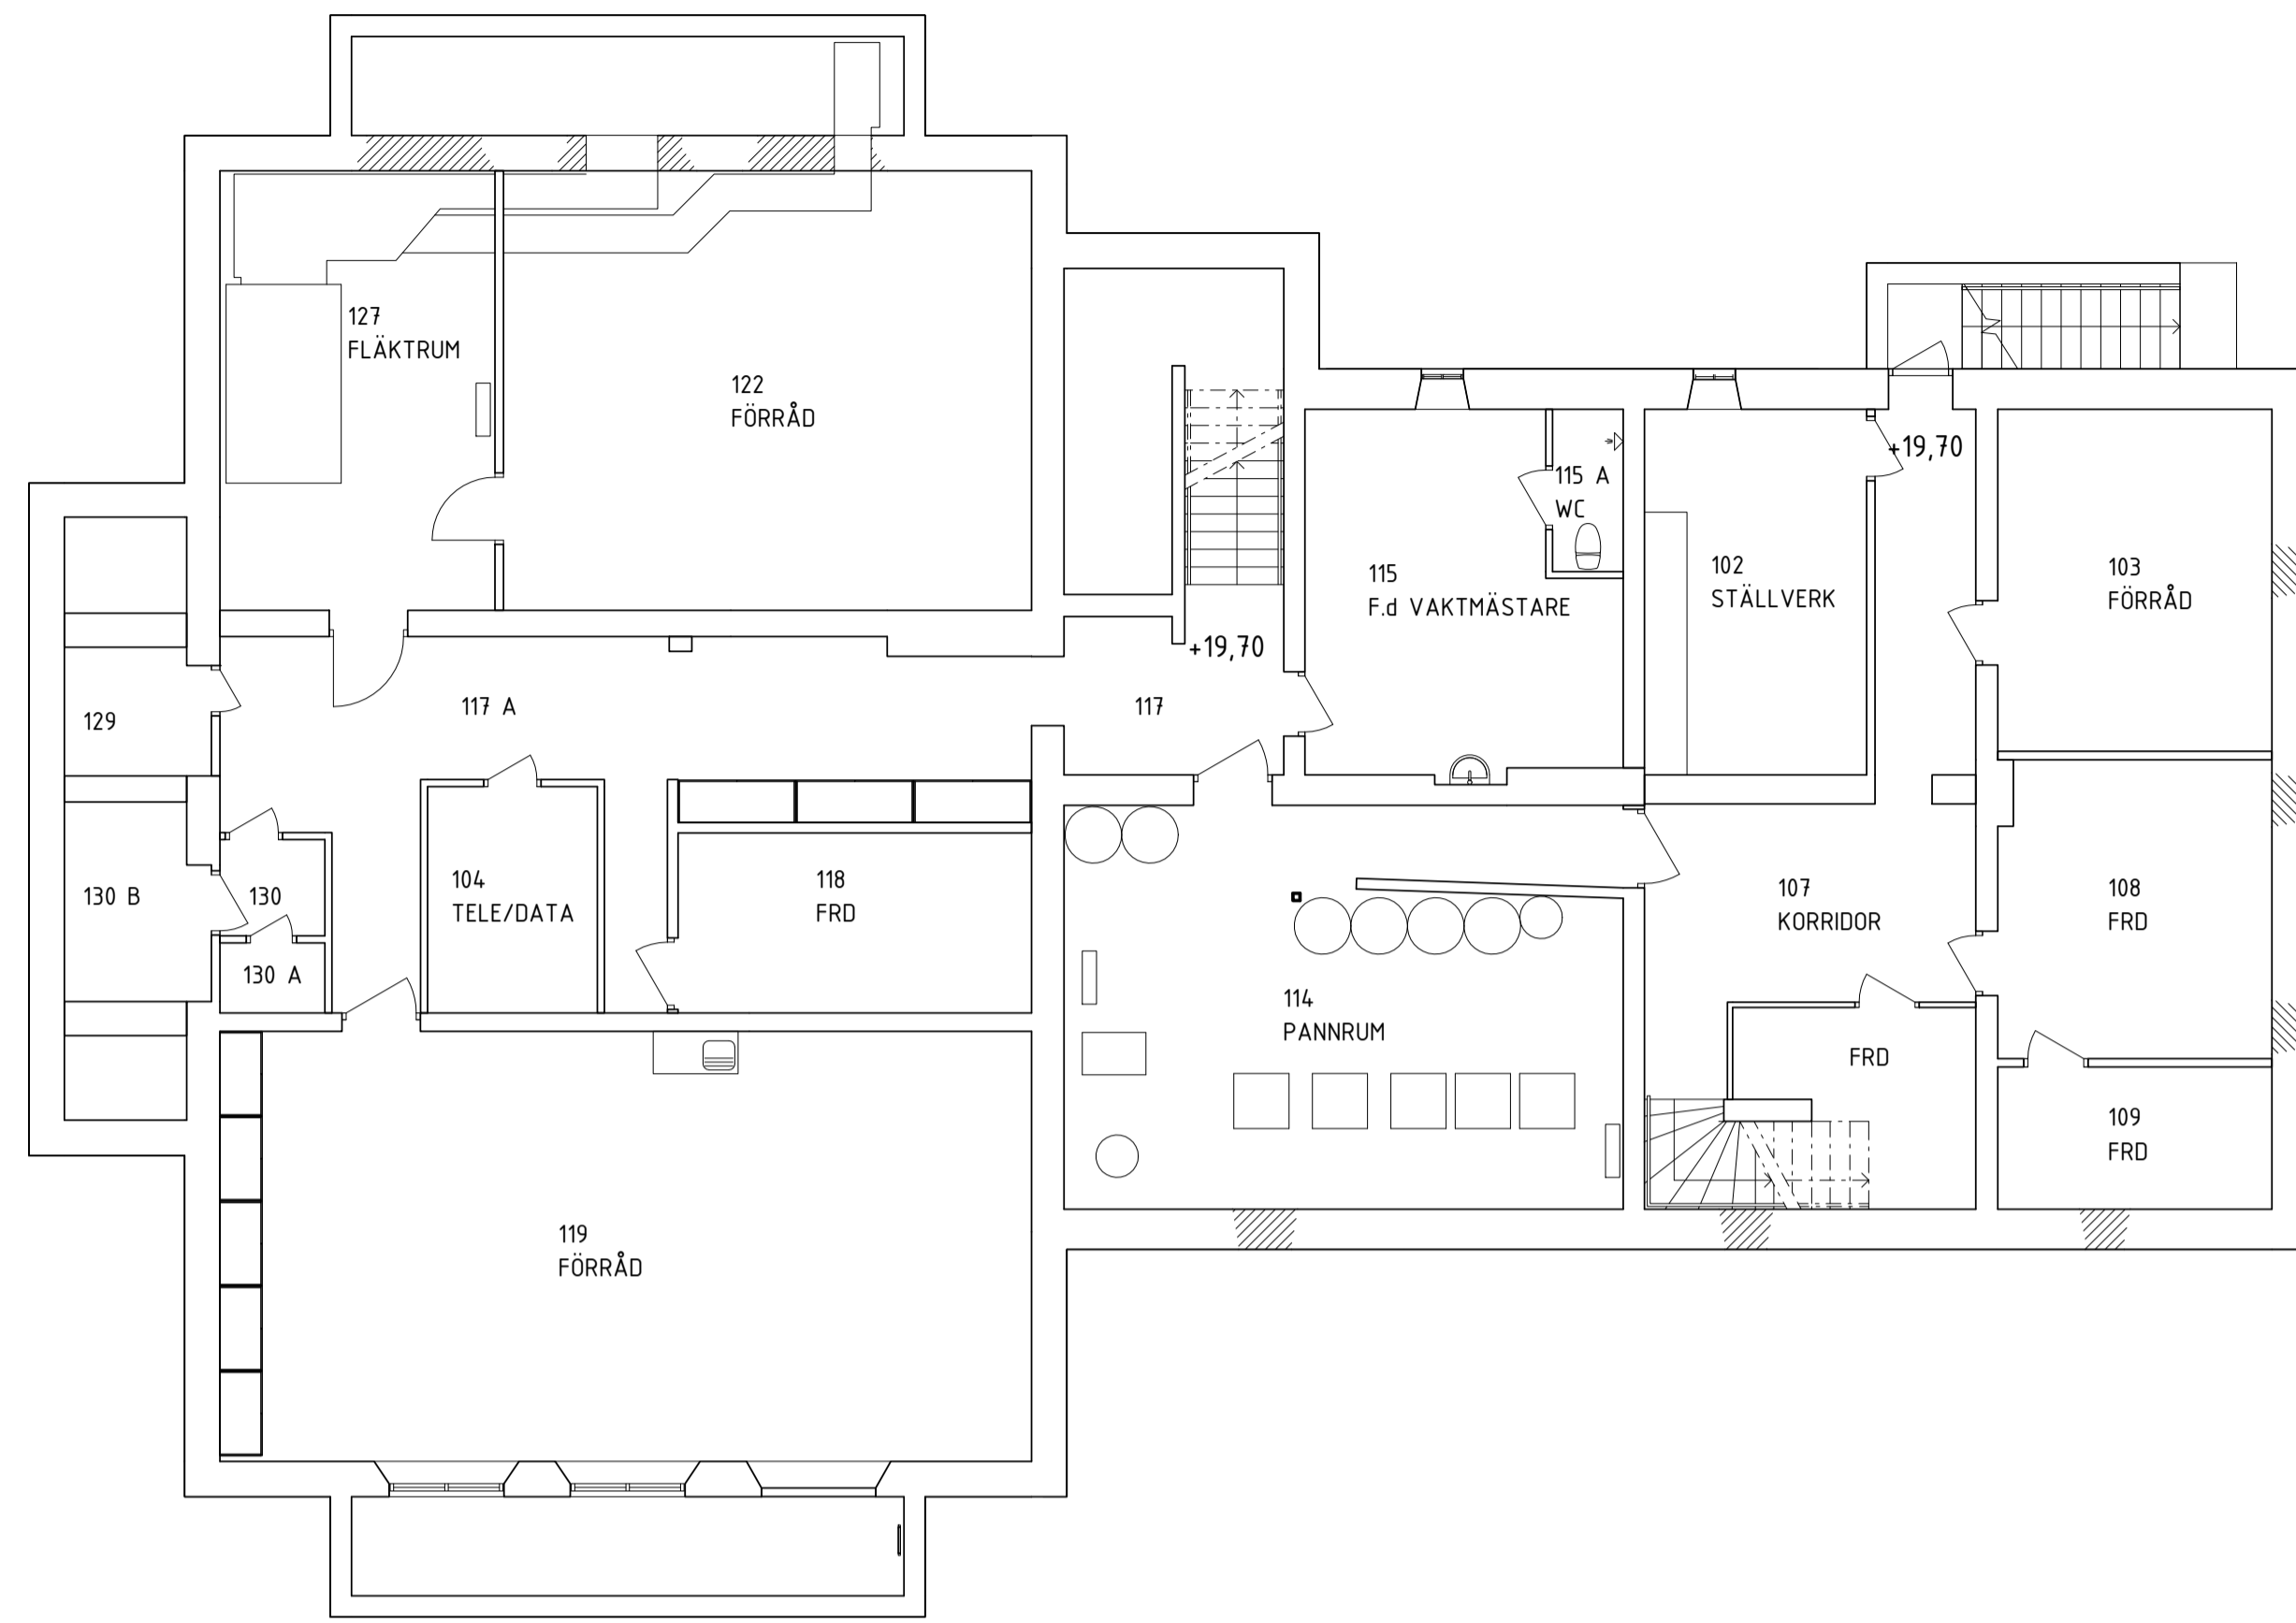 127
FLÄKTRUM
122
FÖRRÅD
+19,70
115 A
WC
115
F.d VAKTMÄSTARE
102
STÄLLVERK
103
FÖRRÅD
+19,70
129
117 A
117
130 B
130
104
TELE/DATA
118
FRD
107
KORRIDOR
108
FRD
130 A
114
PANNRUM
FRD
109
FRD
119
FÖRRÅD